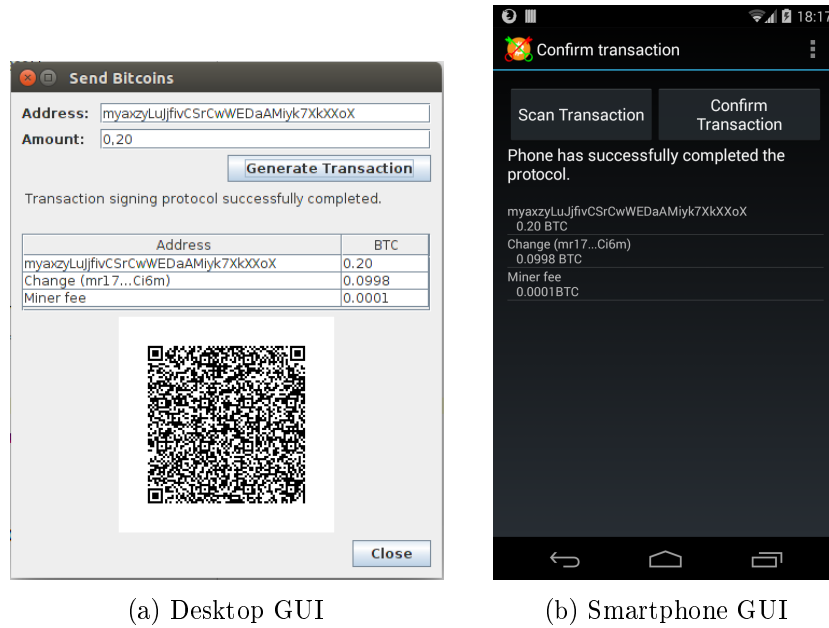 Send Bitcoins
Address: myaxzyLuJjfivCSrCwWEDaAMiyk7XkXXoX
Amount: 0,20
Generate Transaction
Transaction signing protocol successfully completed.
Address BTC
myaxzyLuJjfivCSrCwWEDaAMiyk7XkXXoX 0.20
Change (mr17...Ci6m) 0.0998
Miner fee 0.0001
Close
(a) Desktop GUI
18:17
Confirm transaction
Scan Transaction
Confirm
Transaction
Phone has successfully completed the
protocol.
myaxzyLuJjfivCSrCwWEDaAMiyk7XkXXoX
0.20 BTC
Change (mr17...Ci6m)
0.0998 BTC
Miner fee
0.0001BTC
(b) Smartphone GUI